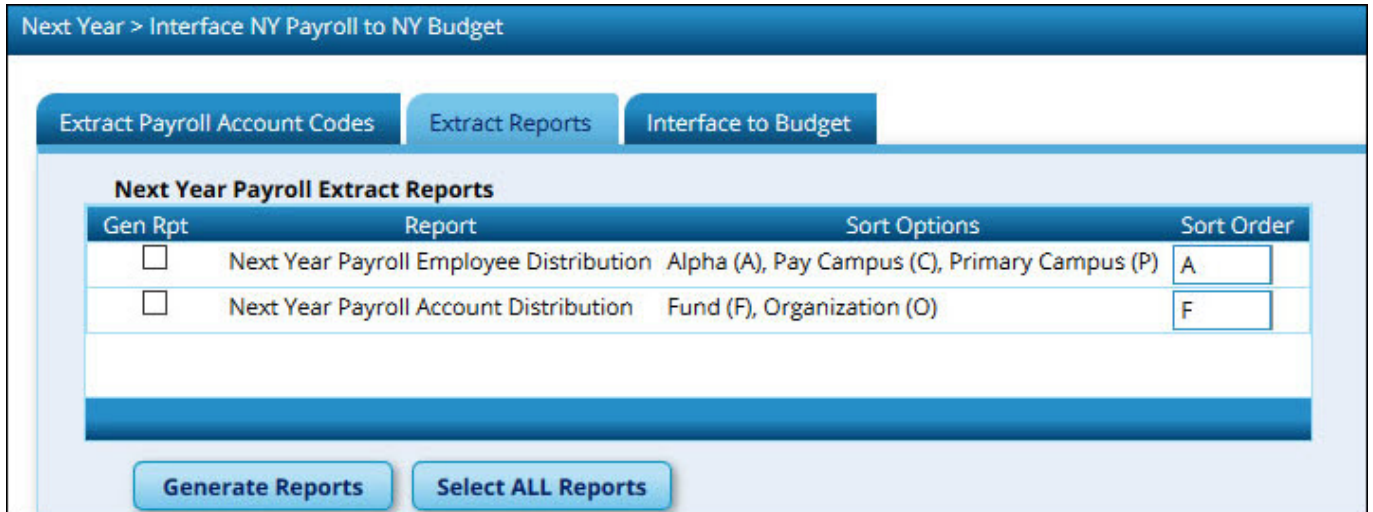 Next Year > Interface NY Payroll to NY Budget
Extract Payroll Account Codes Extract Reports Interface to Budget
Next Year Payroll Extract Reports
Gen Rpt Report Sort Options Sort Order
Next Year Payroll Employee Distribution Alpha (A), Pay Campus (C), Primary Campus (P) A
Next Year Payroll Account Distribution Fund (F), Organization (O) F
Generate Reports Select ALL Reports